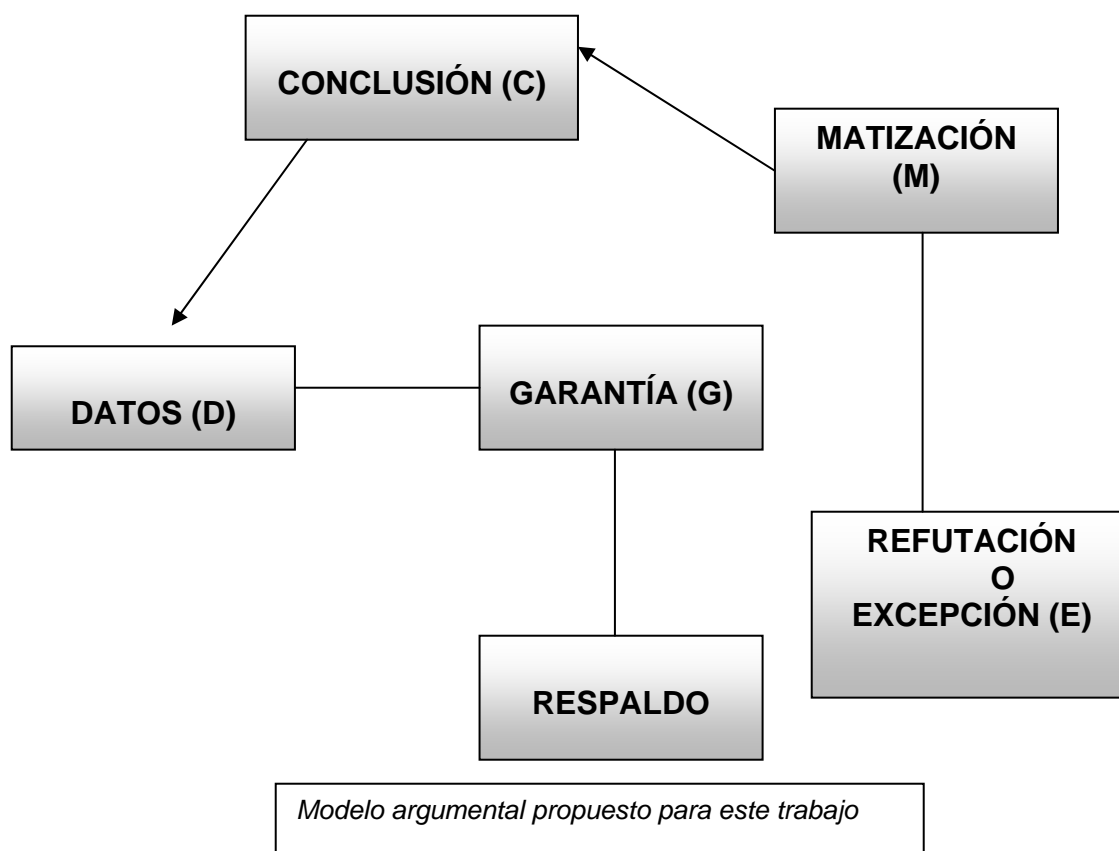 CONCLUSIÓN (C)
MATIZACIÓN
(M)
DATOS (D)
GARANTÍA (G)
REFUTACIÓN
O
EXCEPCIÓN (E)
RESPALDO
Modelo argumental propuesto para este trabajo